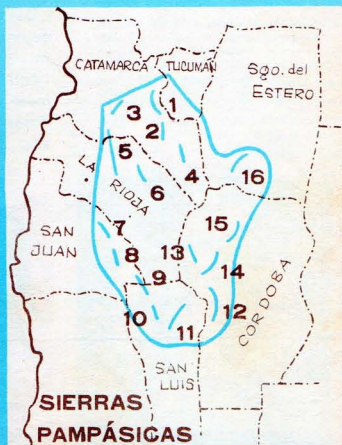 CATAMARCA
TUCUMAN
Sgo. del
ESTERO
1
3
2
5
4
16
LA
RIOJA
6
SAN
JUAN
7
15
8
13
14
9
10
11
12
CORDOBA
SAN
LUIS
SIERRAS
PAMPÁSICAS